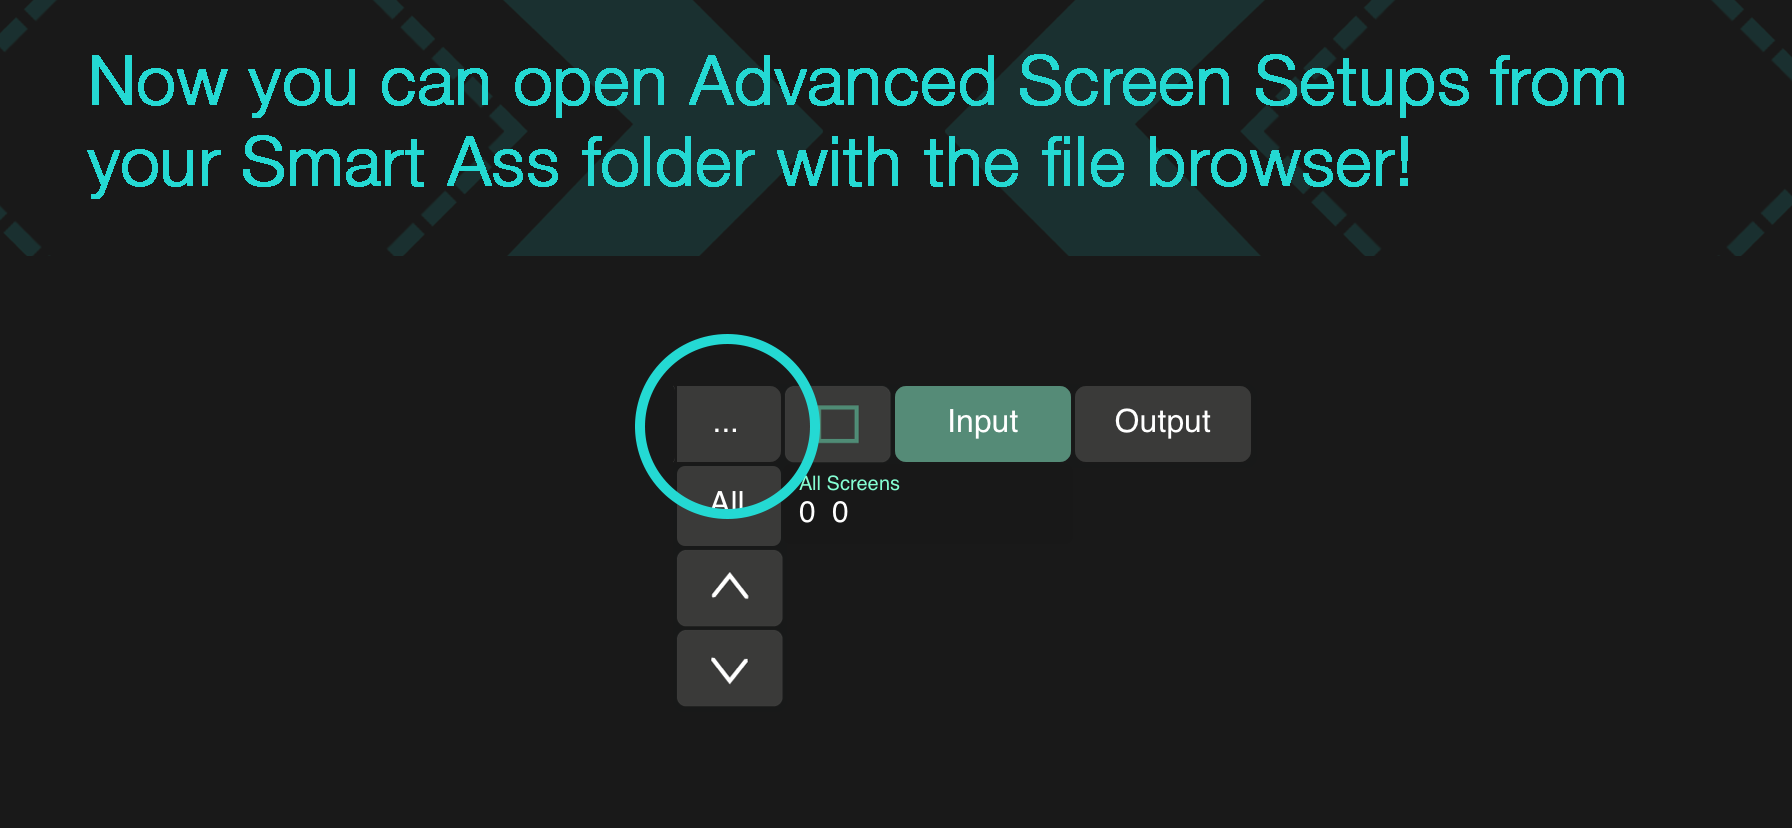 Now you can open Advanced Screen Setups from
your Smart Ass folder with the file browser!
... Input Output
All All Screens
0 0